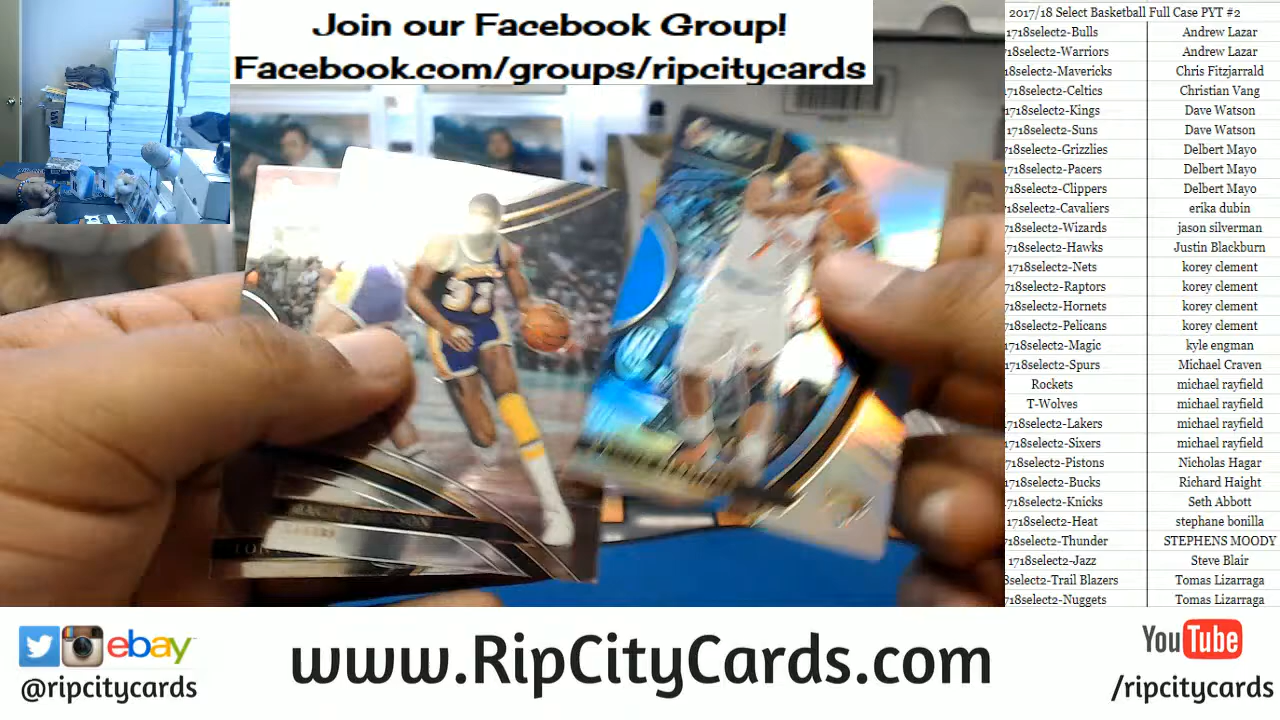 Join our Facebook Group!
Facebook.com/groups/ripcitycards
2017/18 Select Basketball Full Case PYT #2
1718select2-Bulls Andrew Lazar
1718select2-Warriors Andrew Lazar
18select2-Mavericks Chris Fitzjarrald
1718select2-Celtics Christian Vang
1718select2-Kings Dave Watson
1718select2-Suns Dave Watson
718select2-Grizzlies Delbert Mayo
1718select2-Pacers Delbert Mayo
718select2-Clippers Delbert Mayo
18select2-Cavaliers erika dubin
718select2-Wizards jason silverman
1718select2-Hawks Justin Blackburn
1718select2-Nets korey clement
1718select2-Raptors korey clement
718select2-Hornets korey clement
718select2-Pelicans korey clement
1718select2-Magic kyle engman
1718select2-Spurs Michael Craven
Rockets michael rayfield
T-Wolves michael rayfield
718select2-Lakers michael rayfield
718select2-Sixers michael rayfield
718select2-Pistons Nicholas Hagar
1718select2-Bucks Richard Haight
718select2-Knicks Seth Abbott
1718select2-Heat stephane bonilla
718select2-Thunder STEPHENS MOODY
1718select2-Jazz Steve Blair
8select2-Trail Blazers Tomas Lizarraga
718select2-Nuggets Tomas Lizarraga
ebay
@ripcitycards
www.RipCityCards.com
YouTube
/ripcitycards